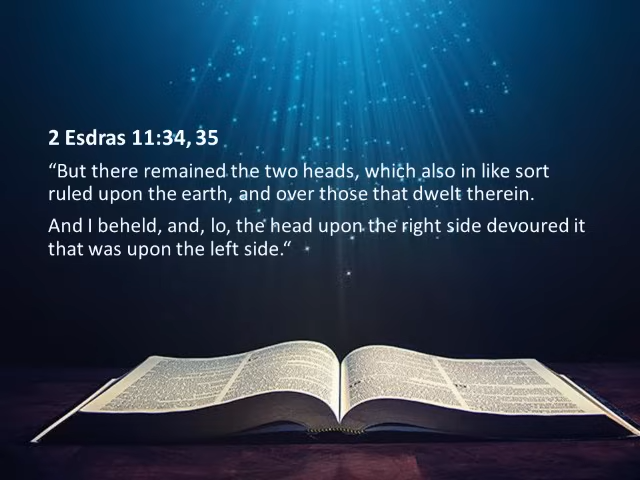 2 Esdras 11:34, 35
“But there remained the two heads, which also in like sort
ruled upon the earth, and over those that dwelt therein.
And I beheld, and, lo, the head upon the right side devoured it
that was upon the left side.“